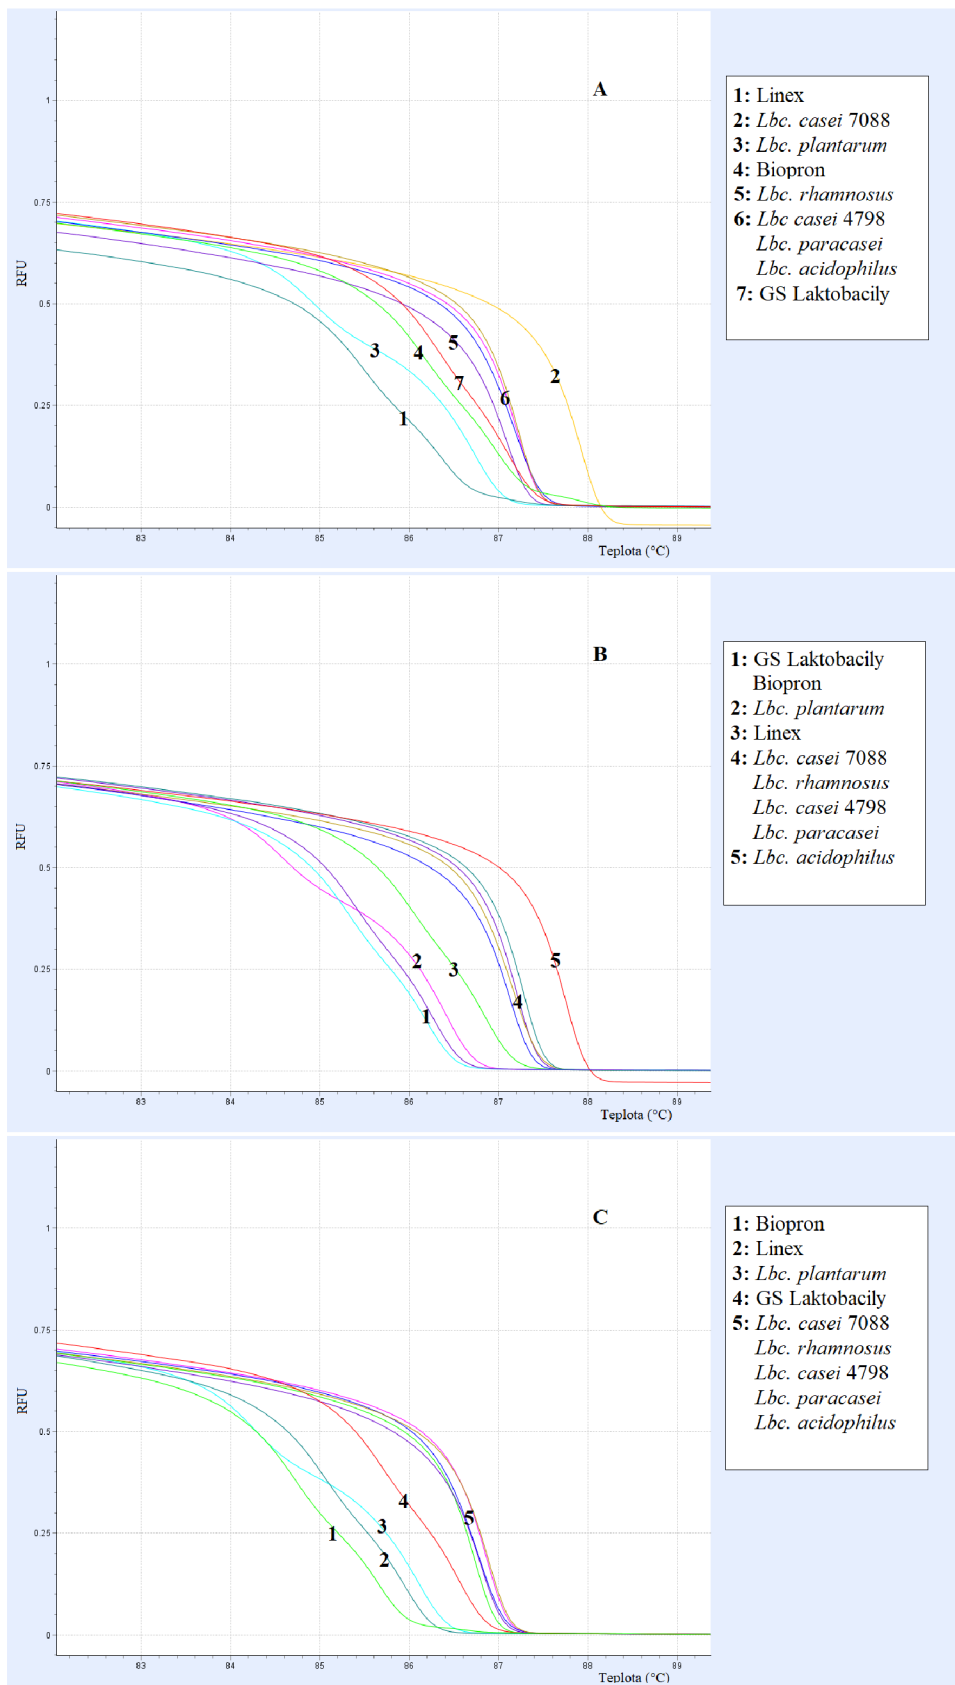 A
1: Linex
2: Lbc. casei 7088
3: Lbc. plantarum
4: Biopron
5: Lbc. rhamnosus
6: Lbc casei 4798
Lbc. paracasei
Lbc. acidophilus
7: GS Laktobacily
1
0.75
0.5
0.25
0
RFU
1
2
3
4
5
6
7
83
84
85
86
87
88
89
Teplota (°C)
B
1: GS Laktobacily
Biopron
2: Lbc. plantarum
3: Linex
4: Lbc. casei 7088
Lbc. rhamnosus
Lbc. casei 4798
Lbc. paracasei
5: Lbc. acidophilus
1
0.75
0.5
0.25
0
RFU
1
2
3
4
5
83
84
85
86
87
88
89
Teplota (°C)
C
1: Biopron
2: Linex
3: Lbc. plantarum
4: GS Laktobacily
5: Lbc. casei 7088
Lbc. rhamnosus
Lbc. casei 4798
Lbc. paracasei
Lbc. acidophilus
1
0.75
0.5
0.25
0
RFU
1
2
3
4
5
83
84
85
86
87
88
89
Teplota (°C)